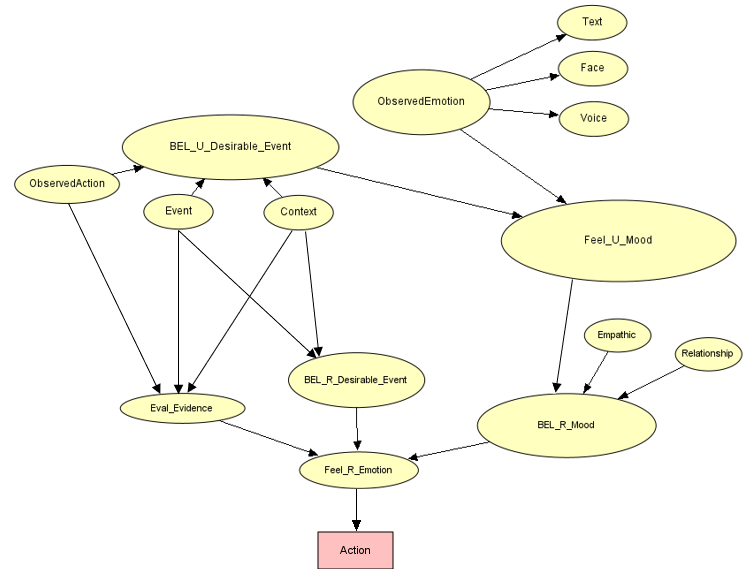 Text
Face
ObservedEmotion
Voice
BEL_U_Desirable_Event
ObservedAction
Event
Context
Feel_U_Mood
Empathic
Relationship
BEL_R_Desirable_Event
Eval_Evidence
BEL_R_Mood
Feel_R_Emotion
Action